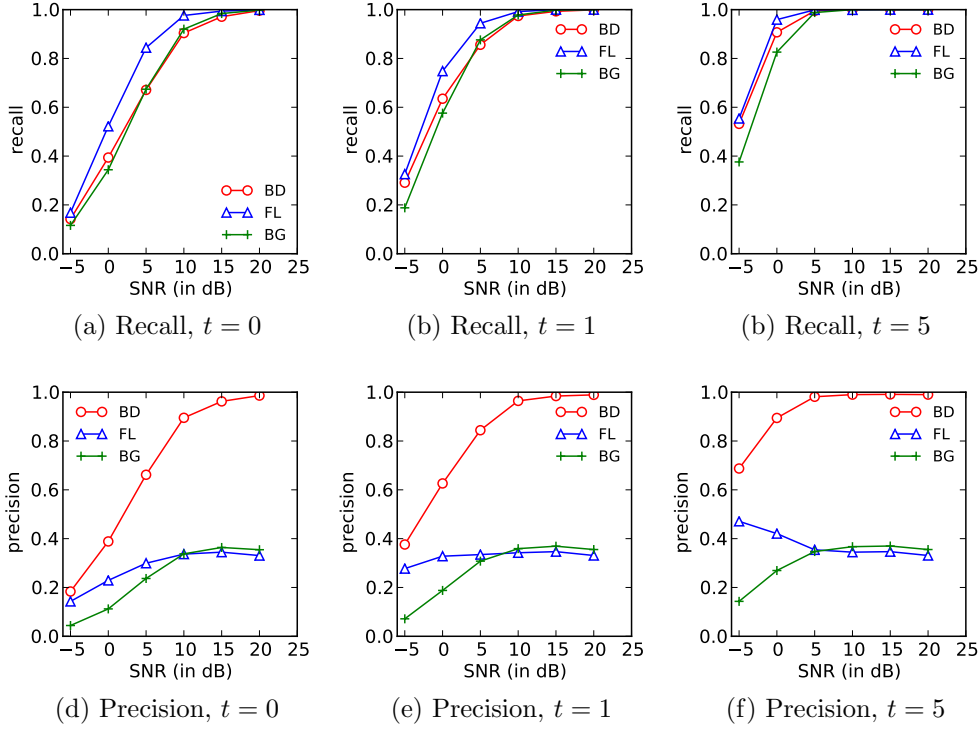 1.0
0.8
0.6
0.4
0.2
0.0
recall
BD
FL
BG
−5 0 5 10 15 20 25
SNR (in dB)
(a) Recall, t = 0
1.0
0.8
0.6
0.4
0.2
0.0
recall
BD
FL
BG
−5 0 5 10 15 20 25
SNR (in dB)
(b) Recall, t = 1
1.0
0.8
0.6
0.4
0.2
0.0
recall
BD
FL
BG
−5 0 5 10 15 20 25
SNR (in dB)
(b) Recall, t = 5
1.0
0.8
0.6
0.4
0.2
0.0
precision
BD
FL
BG
−5 0 5 10 15 20 25
SNR (in dB)
(d) Precision, t = 0
1.0
0.8
0.6
0.4
0.2
0.0
precision
BD
FL
BG
−5 0 5 10 15 20 25
SNR (in dB)
(e) Precision, t = 1
1.0
0.8
0.6
0.4
0.2
0.0
precision
BD
FL
BG
−5 0 5 10 15 20 25
SNR (in dB)
(f) Precision, t = 5